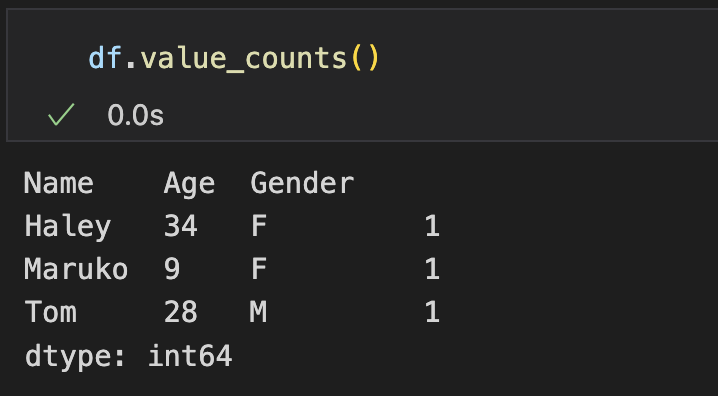 df.value_counts()
✓ 0.0s
Name Age Gender
Haley 34 F 1
Maruko 9 F 1
Tom 28 M 1
dtype: int64